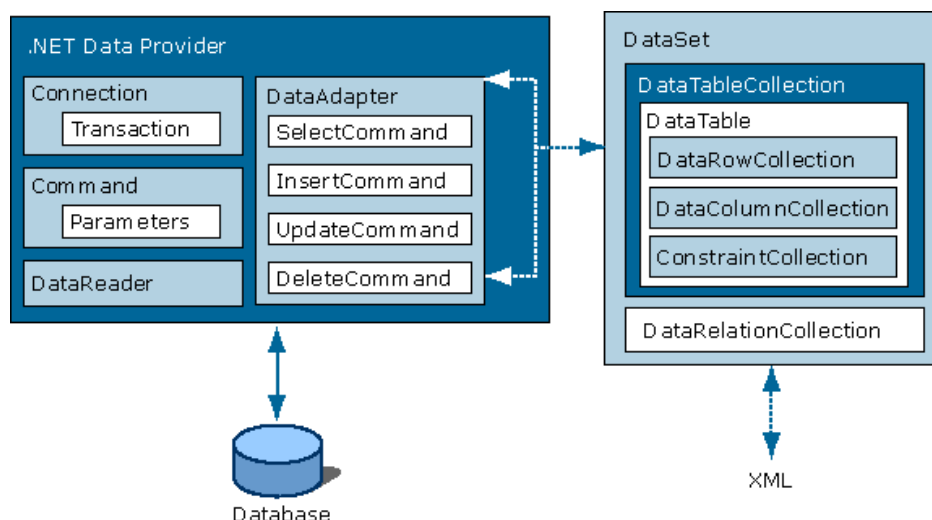 .NET Data Provider
Connection
Transaction
Command
Parameters
DataReader
DataAdapter
SelectCommand
InsertCommand
UpdateCommand
DeleteCommand
Database
DataSet
DataTableCollection
DataTable
DataRowCollection
DataColumnCollection
ConstraintCollection
DataRelationCollection
XML